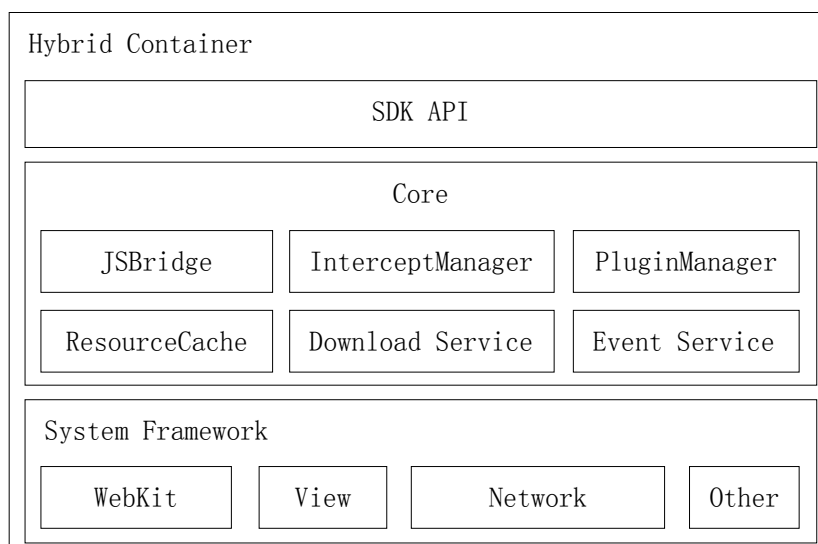 Hybrid Container
SDK API
Core
JSBridge
InterceptManager
PluginManager
ResourceCache
Download Service
Event Service
System Framework
WebKit
View
Network
Other